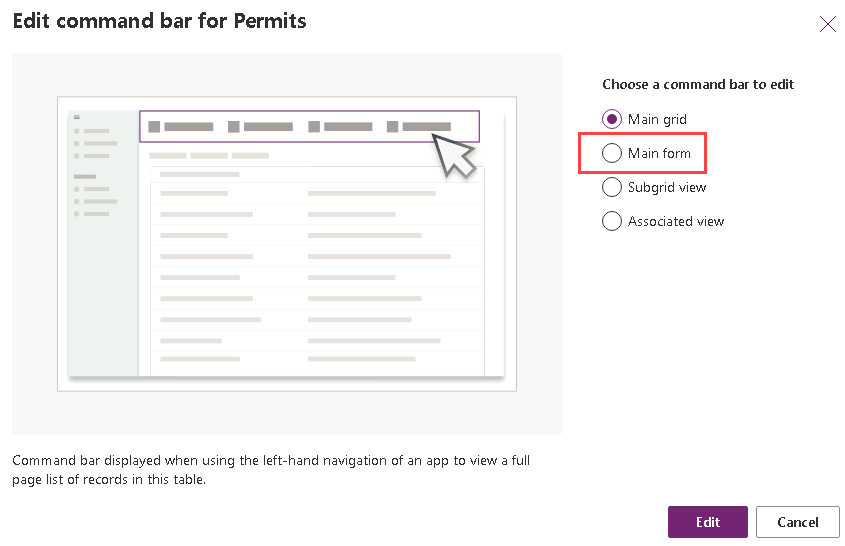 Edit command bar for Permits
Choose a command bar to edit
Main grid
Main form
Subgrid view
Associated view
Command bar displayed when using the left-hand navigation of an app to view a full
page list of records in this table.
Edit
Cancel